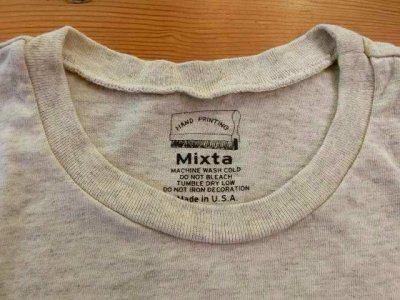 HAND PRINTING
Mixta
MACHINE WASH COLD
DO NOT BLEACH
TUMBLE DRY LOW
DO NOT IRON DECORATION
Made in U.S.A.